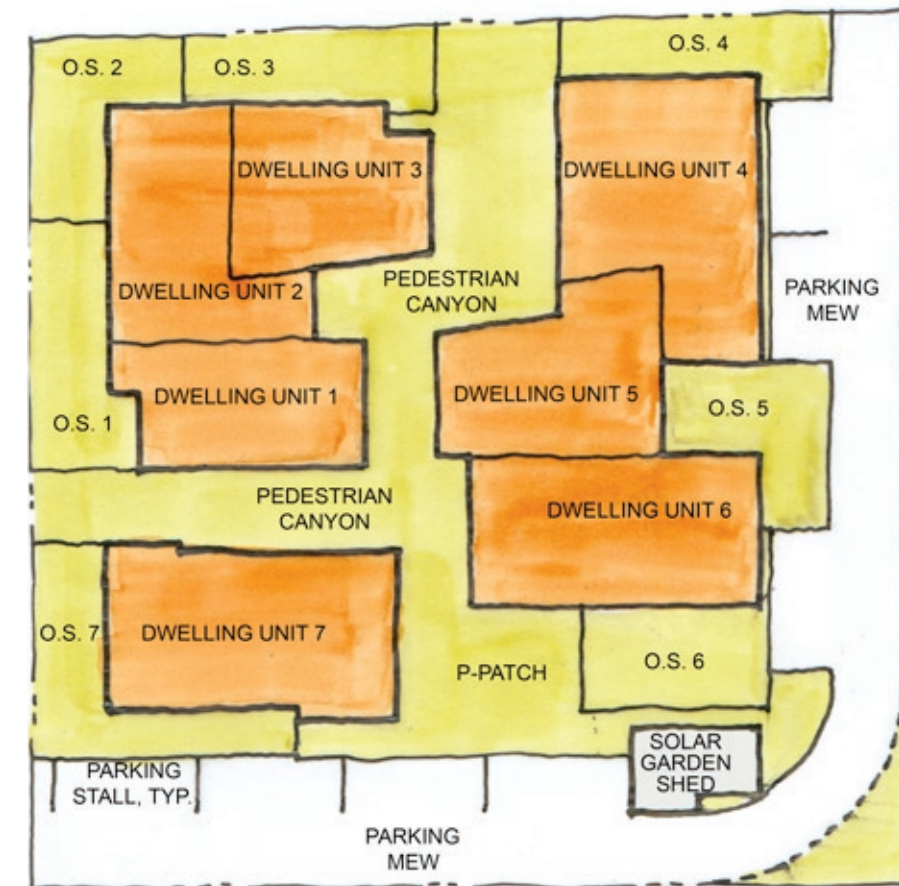 O.S. 4
O.S. 2
O.S. 3
DWELLING UNIT 3
DWELLING UNIT 4
PEDESTRIAN
CANYON
DWELLING UNIT 2
PARKING
MEW
DWELLING UNIT 1
DWELLING UNIT 5
O.S. 5
O.S. 1
PEDESTRIAN
CANYON
DWELLING UNIT 6
O.S. 7
DWELLING UNIT 7
P-PATCH
O.S. 6
SOLAR
GARDEN
SHED
PARKING
STALL, TYP.
PARKING
MEW